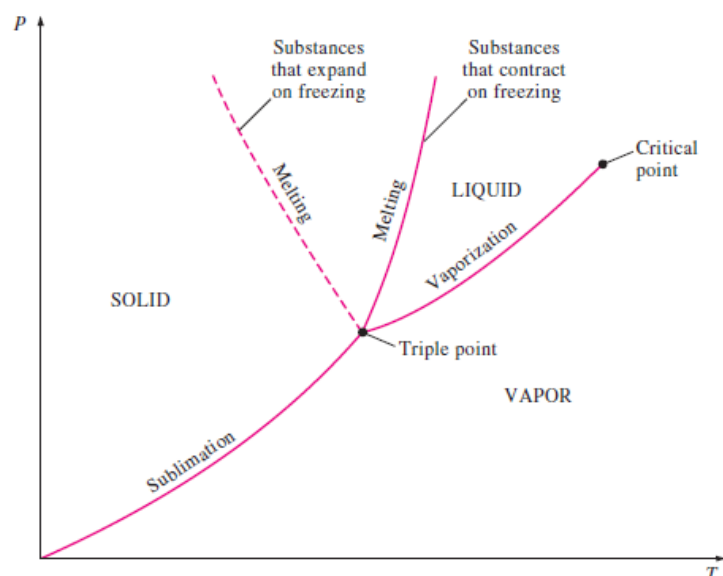 P
Substances
that expand
on freezing
Substances
that contract
on freezing
Critical
point
Melting
Melting
LIQUID
Vaporization
SOLID
Triple point
VAPOR
Sublimation
T